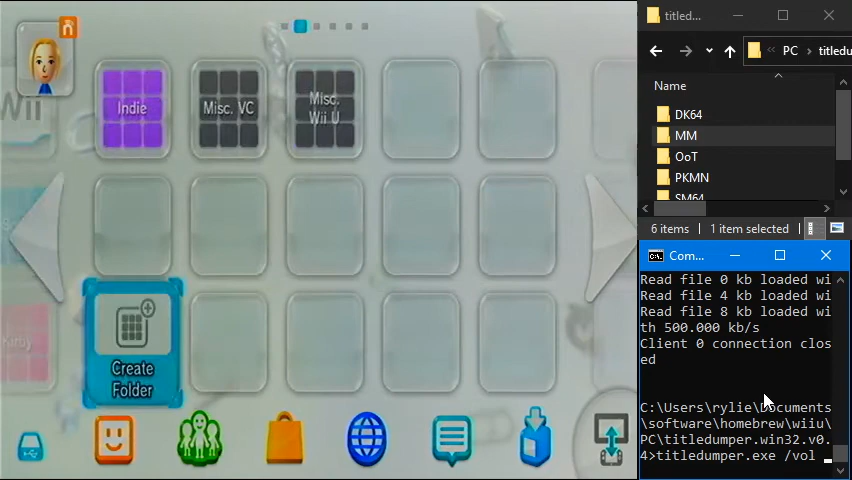 n
Wii
Indie
Misc. VC
Misc.
Wii U
Kirby
Create
Folder
titled...
PC
titledu
Name
DK64
MM
OoT
PKMN
SM64
6 items
1 item selected
C:\.
Com...
Read file 0 kb loaded wi
Read file 4 kb loaded wi
Read file 8 kb loaded wi
th 500.000 kb/s
Client 0 connection clos
ed
C:\Users\rylie\Documents
\software\homebrew\wiiu\
PC\titledumper.win32.v0.
4>titledumper.exe /vol _